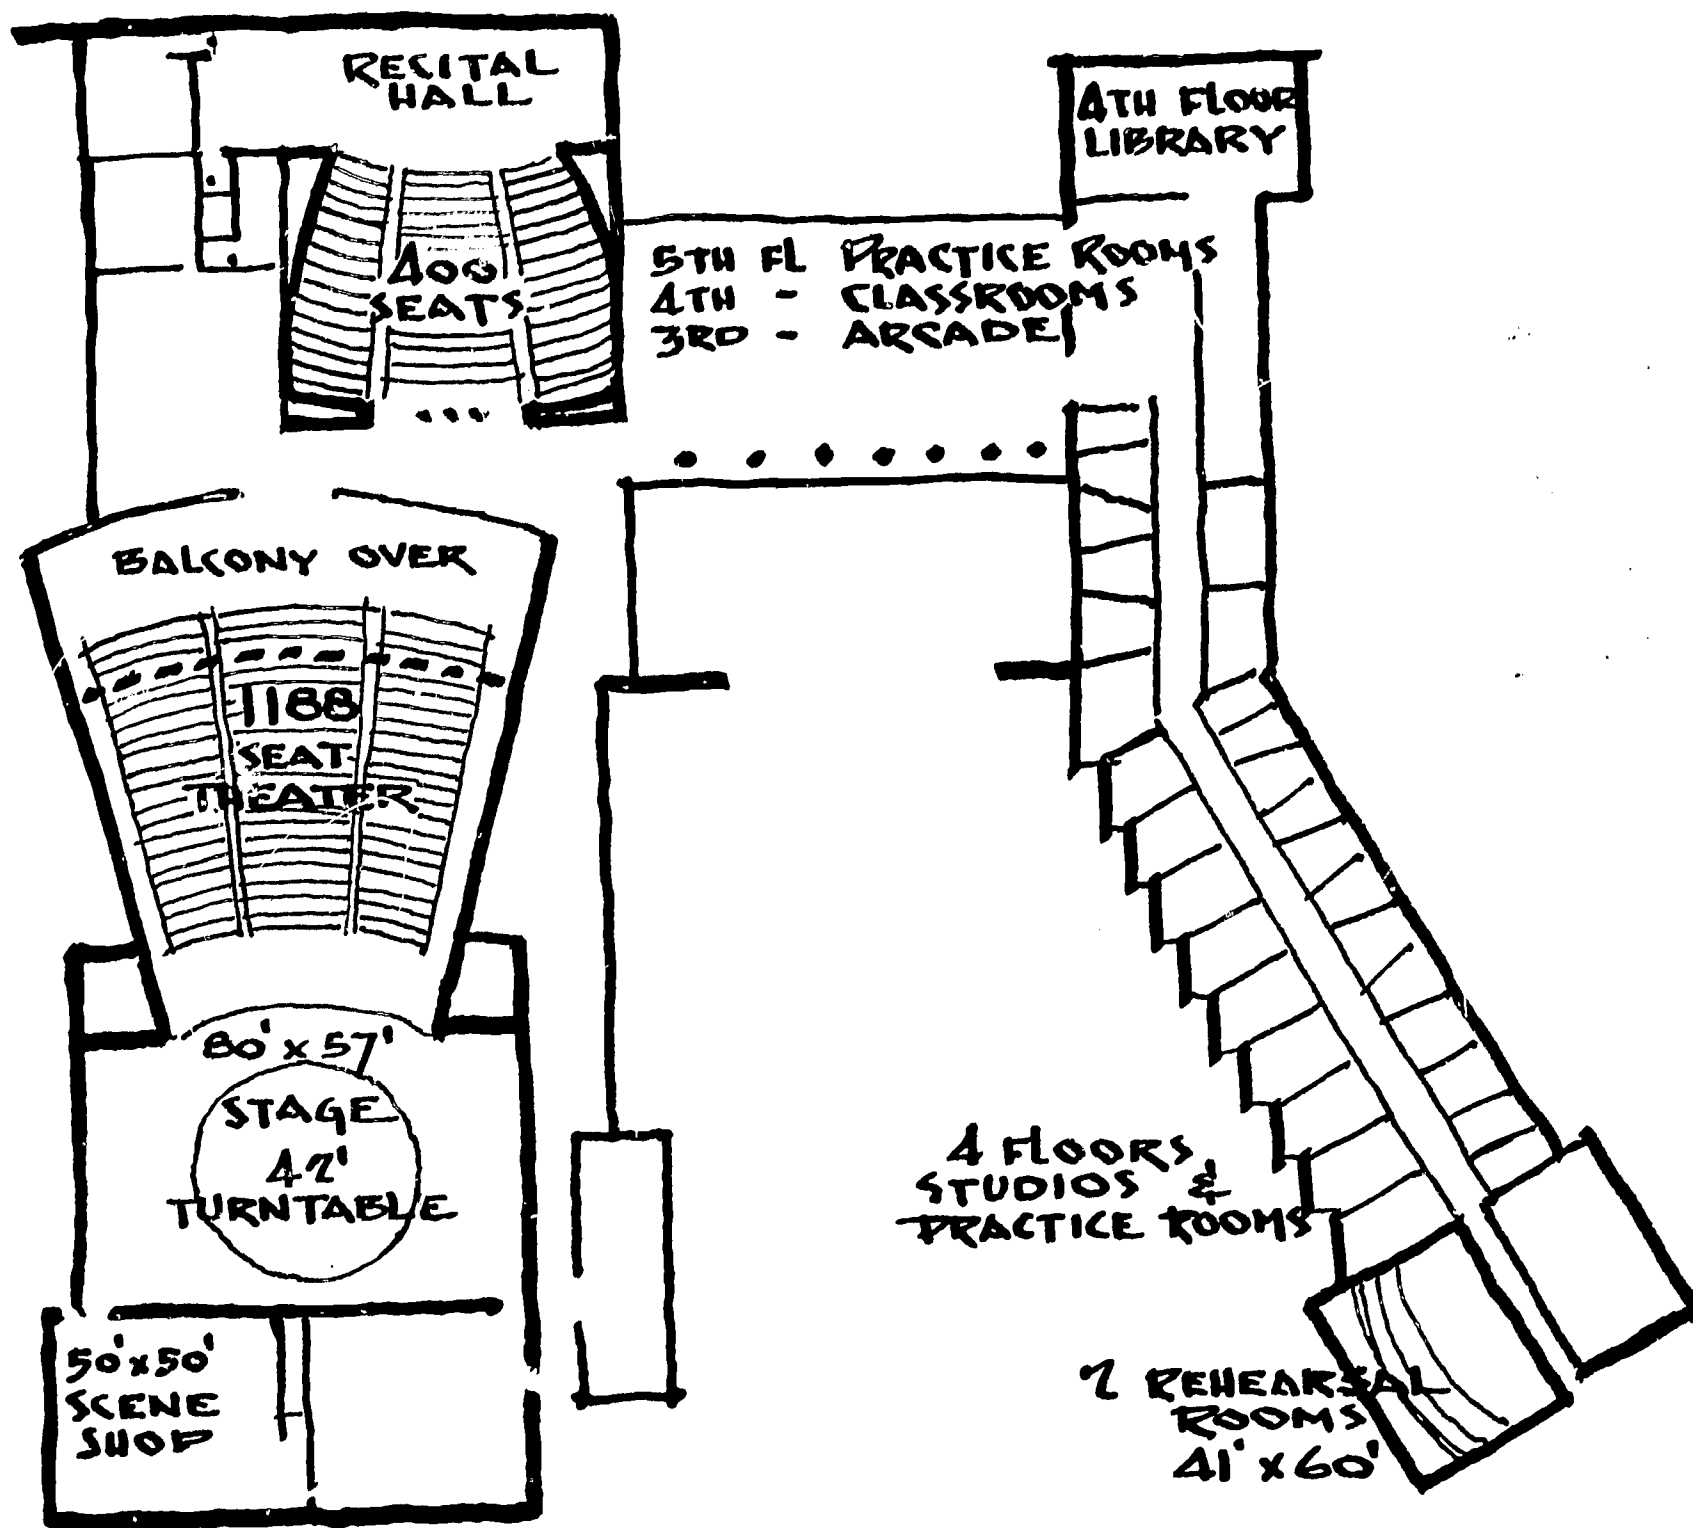 RECITAL
HALL
400
SEATS
4TH FLOOR
LIBRARY
5TH FL PRACTICE ROOMS
4TH - CLASSROOMS
3RD - ARCADE
BALCONY OVER
1188
SEAT
THEATER
80' x 57'
STAGE
42'
TURNTABLE
50' x 50'
SCENE
SHOP
4 FLOORS
STUDIOS &
PRACTICE ROOMS
2 REHEARSAL
ROOMS
41' x 60'